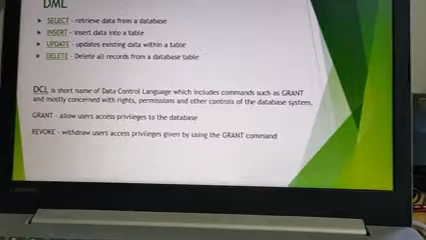 DML
SELECT - retrieve data from a database
INSERT - insert data into a table
UPDATE - updates existing data within a table
DELETE - Delete all records from a database table
DCL is short name of Data Control Language which includes commands such as GRANT
and mostly concerned with rights, permissions and other controls of the database system.
GRANT - allow users access privileges to the database
REVOKE - withdraw users access privileges given by using the GRANT command